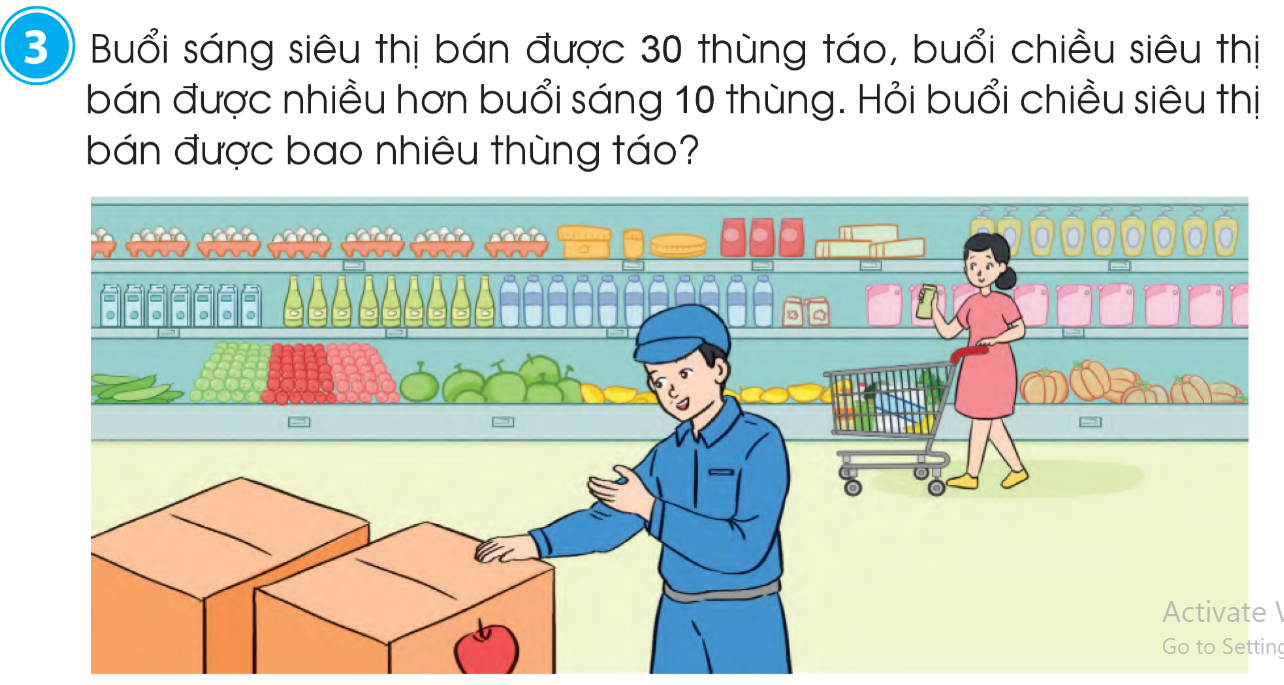 3 Buổi sáng siêu thị bán được 30 thùng táo, buổi chiều siêu thị
bán được nhiều hơn buổi sáng 10 thùng. Hỏi buổi chiều siêu thị
bán được bao nhiêu thùng táo?
Activate
Go to Setting